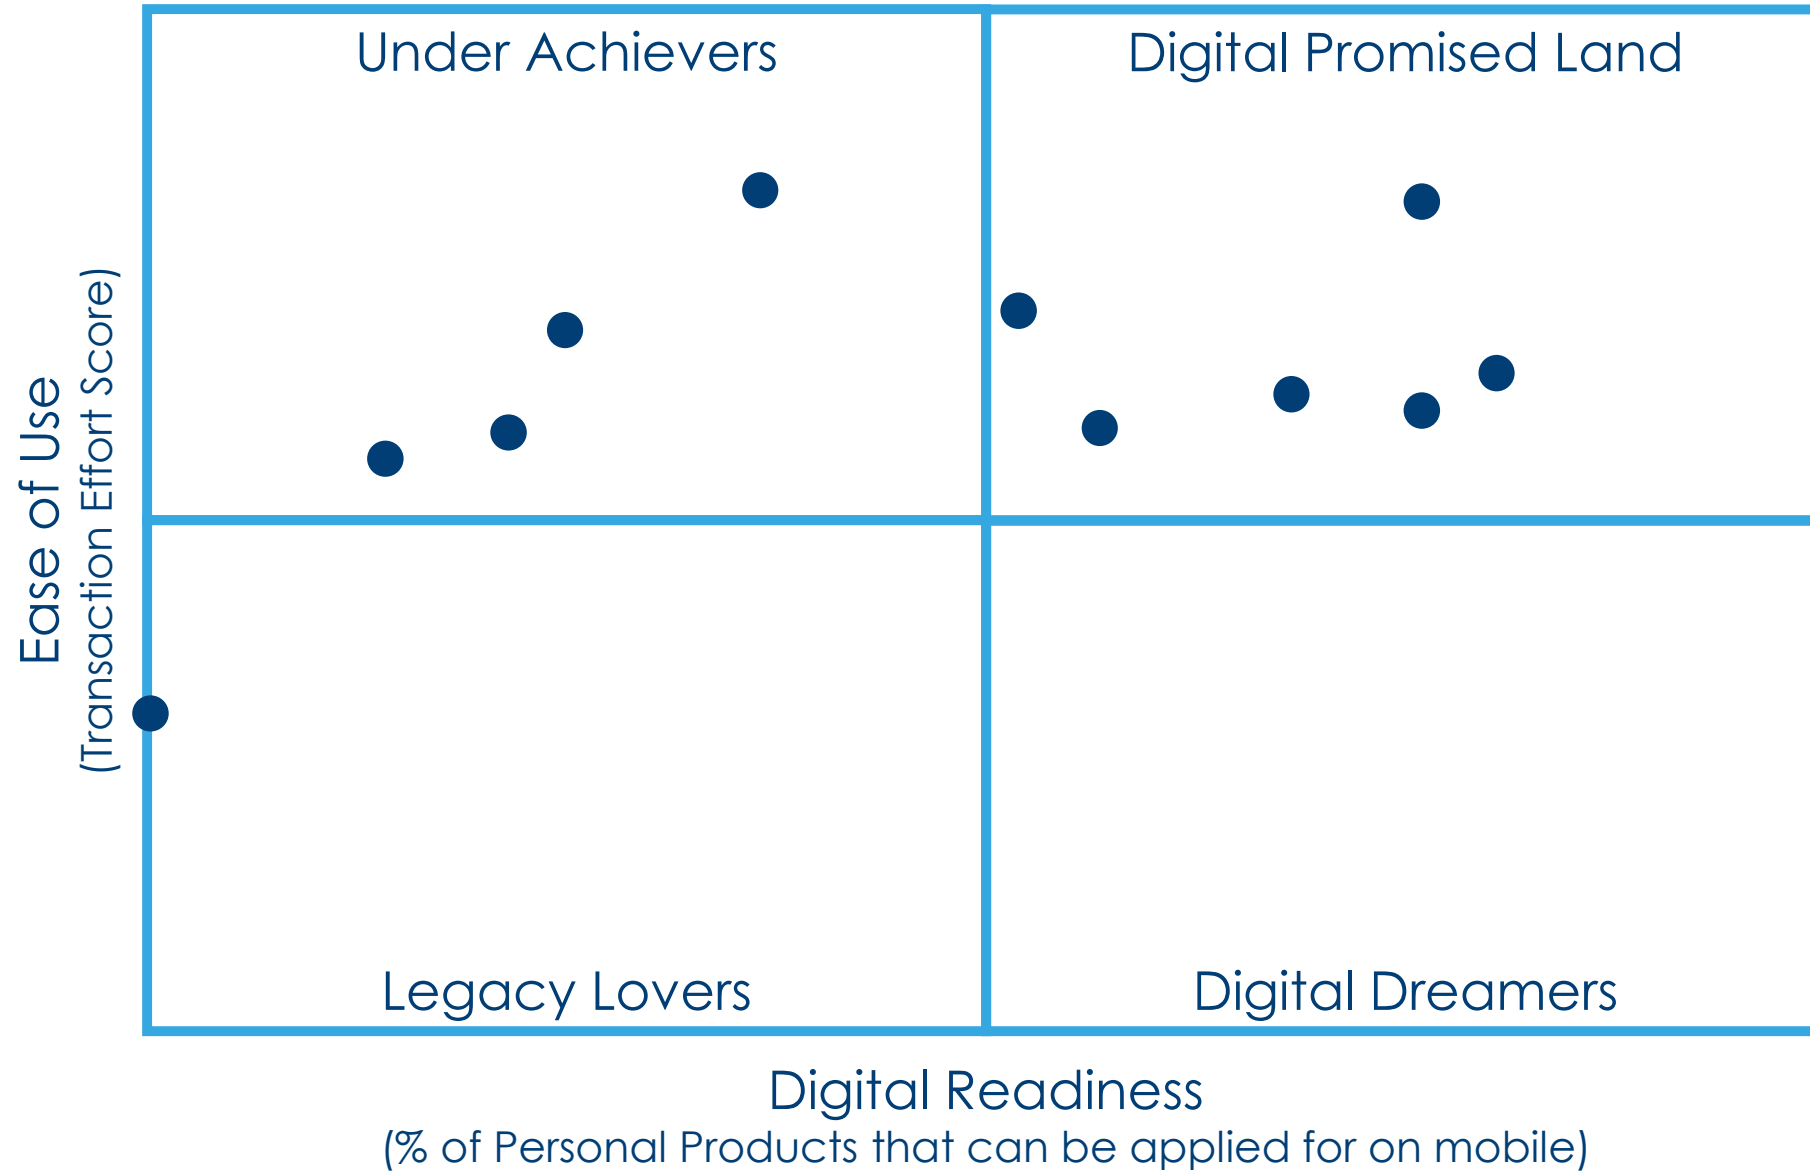 Under Achievers
Digital Promised Land
Ease of Use
(Transaction Effort Score)
Legacy Lovers
Digital Dreamers
Digital Readiness
(% of Personal Products that can be applied for on mobile)